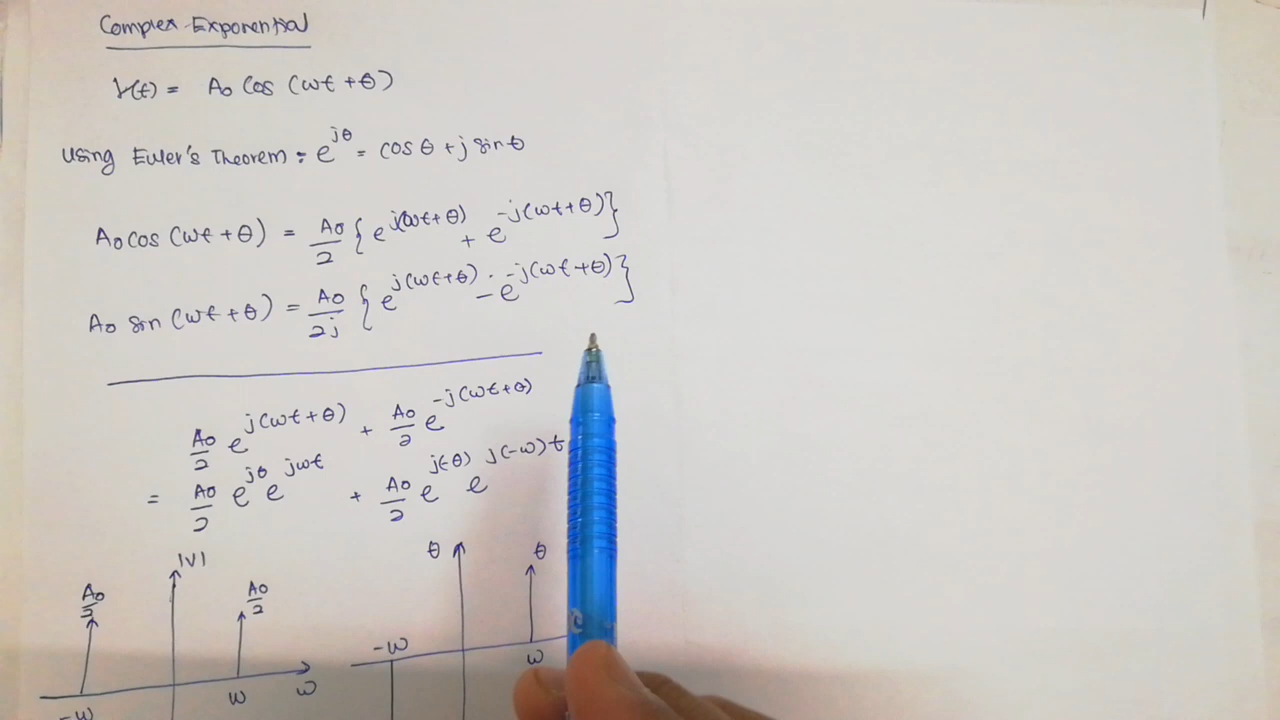 Complex Exponential
V(t) = A₀ cos (ωt + θ)
Using Euler's Theorem : e^{jθ} = cosθ + j sinθ
A₀ cos (ωt + θ) = A₀/2 { e^{j(ωt+θ)} + e^{-j(ωt+θ)} }
A₀ sin (ωt + θ) = A₀/2j { e^{j(ωt+θ)} - e^{-j(ωt+θ)} }
A₀/2 e^{j(ωt+θ)} + A₀/2 e^{-j(ωt+θ)}
= A₀/2 e^{jθ} e^{jωt} + A₀/2 e^{j(-θ)} e^{j(-ω)t}
|V|
A₀/2
A₀/2
-ω
ω
ω
θ
θ
-ω
ω